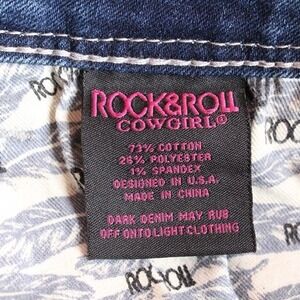 ROCK&ROLL
COWGIRL®
73% COTTON
26% POLYESTER
1% SPANDEX
DESIGNED IN U.S.A.
MADE IN CHINA
DARK DENIM MAY RUB
OFF ONTO LIGHT CLOTHING